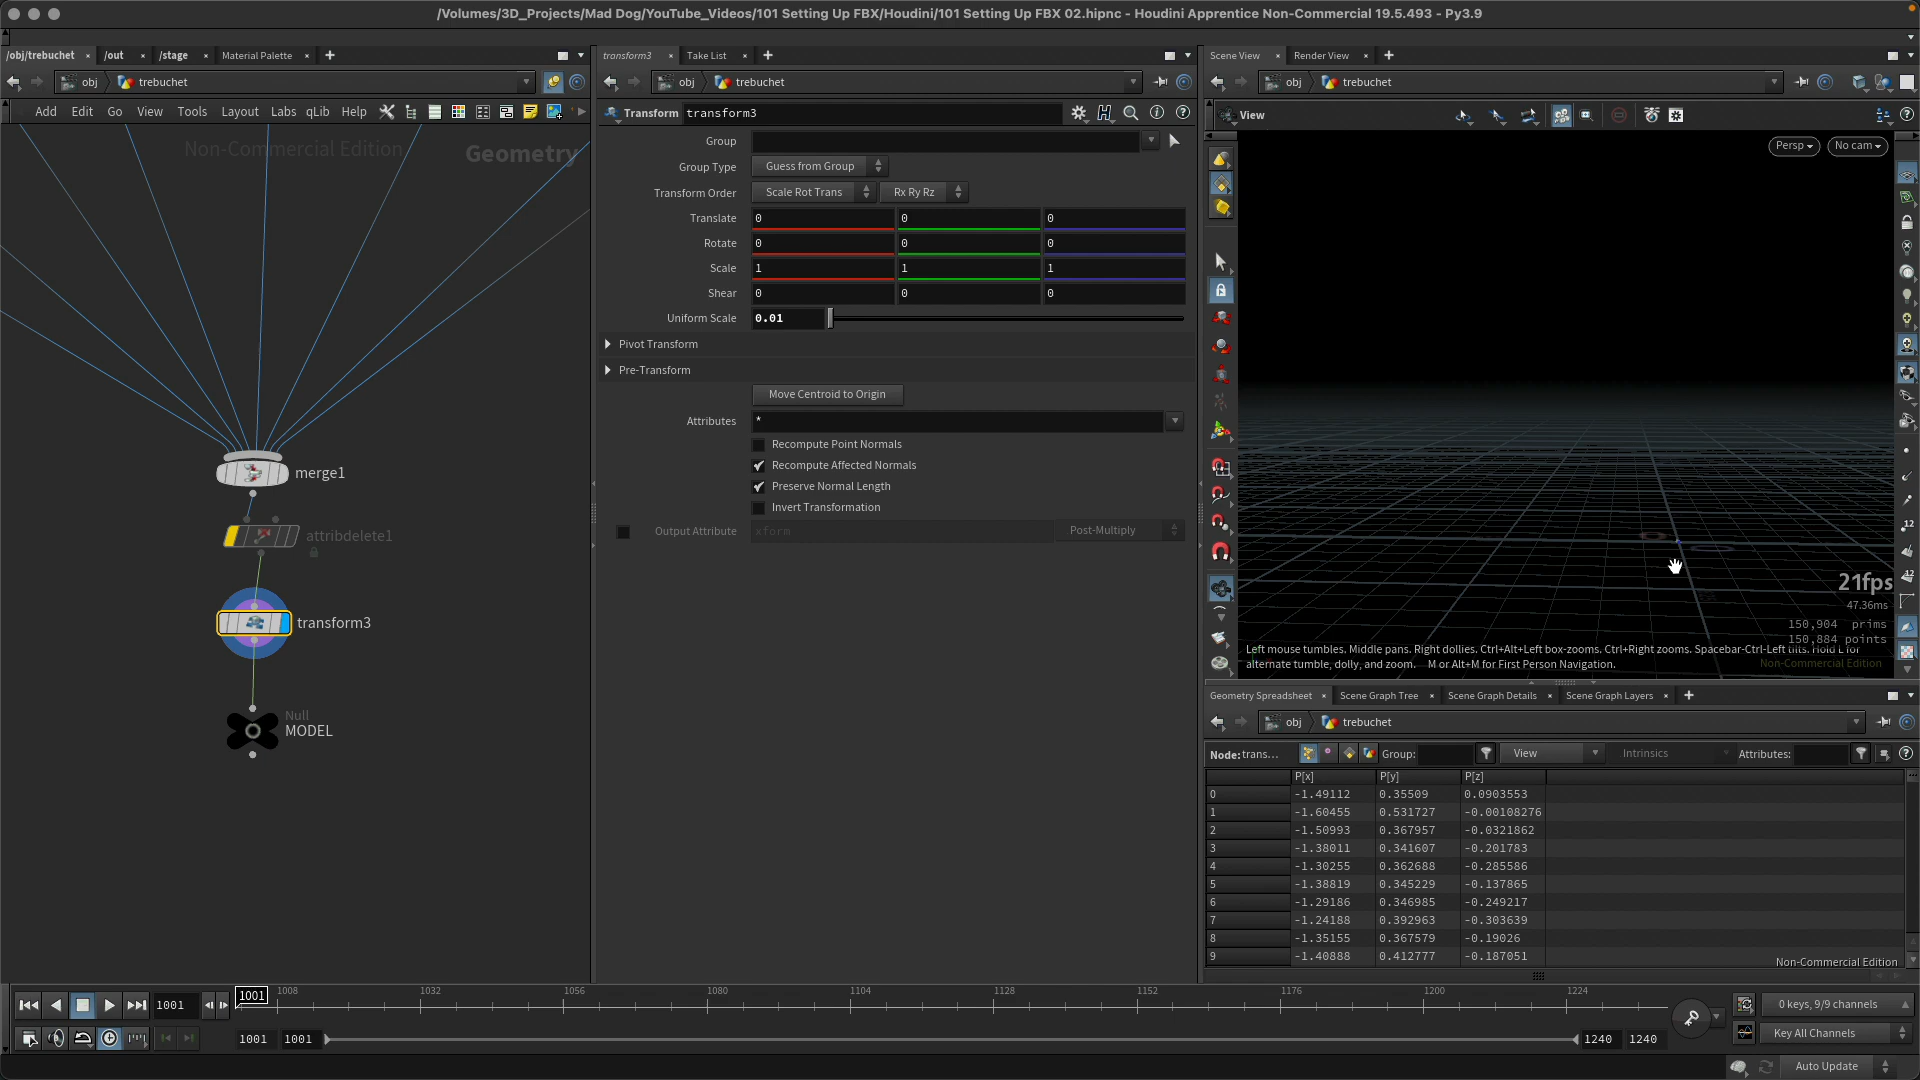 /Volumes/3D_Projects/Mad Dog/YouTube_Videos/101 Setting Up FBX/Houdini/101 Setting Up FBX 02.hipnc - Houdini Apprentice Non-Commercial 19.5.493 - Py3.9
/obj/trebuchet
/out
/stage
Material Palette
obj
trebuchet
Add Edit Go View Tools Layout Labs qLib Help
Non-Commercial Edition
Geometry
merge1
attribdelete1
transform3
Null
MODEL
transform3
Take List
obj
trebuchet
Transform transform3
Group
Group Type Guess from Group
Transform Order Scale Rot Trans Rx Ry Rz
Translate 0 0 0
Rotate 0 0 0
Scale 1 1 1
Shear 0 0 0
Uniform Scale 0.01
Pivot Transform
Pre-Transform
Move Centroid to Origin
Attributes *
Recompute Point Normals
Recompute Affected Normals
Preserve Normal Length
Invert Transformation
Output Attribute xform Post-Multiply
Scene View
Render View
obj
trebuchet
View
Persp
No cam
21fps
47.36ms
150,904 prims
150,884 points
Left mouse tumbles. Middle pans. Right dollies. Ctrl+Alt+Left box-zooms. Ctrl+Right zooms. Spacebar-Ctrl-Left tilts. Hold L for
alternate tumble, dolly, and zoom. M or Alt+M for First Person Navigation.
Non-Commercial Edition
Geometry Spreadsheet
Scene Graph Tree
Scene Graph Details
Scene Graph Layers
obj
trebuchet
Node: trans... Group: View Intrinsics Attributes:
P[x] P[y] P[z]
0 -1.49112 0.35509 0.0903553
1 -1.60455 0.531727 -0.00108276
2 -1.50993 0.367957 -0.0321862
3 -1.38011 0.341607 -0.201783
4 -1.30255 0.362688 -0.285586
5 -1.38819 0.345229 -0.137865
6 -1.29186 0.346985 -0.249217
7 -1.24188 0.392963 -0.303639
8 -1.35155 0.367579 -0.19026
9 -1.40888 0.412777 -0.187051
Non-Commercial Edition
1001
1001
1008 1032 1056 1080 1104 1128 1152 1176 1200 1224
0 keys, 9/9 channels
1001 1001
1240 1240
Key All Channels
Auto Update